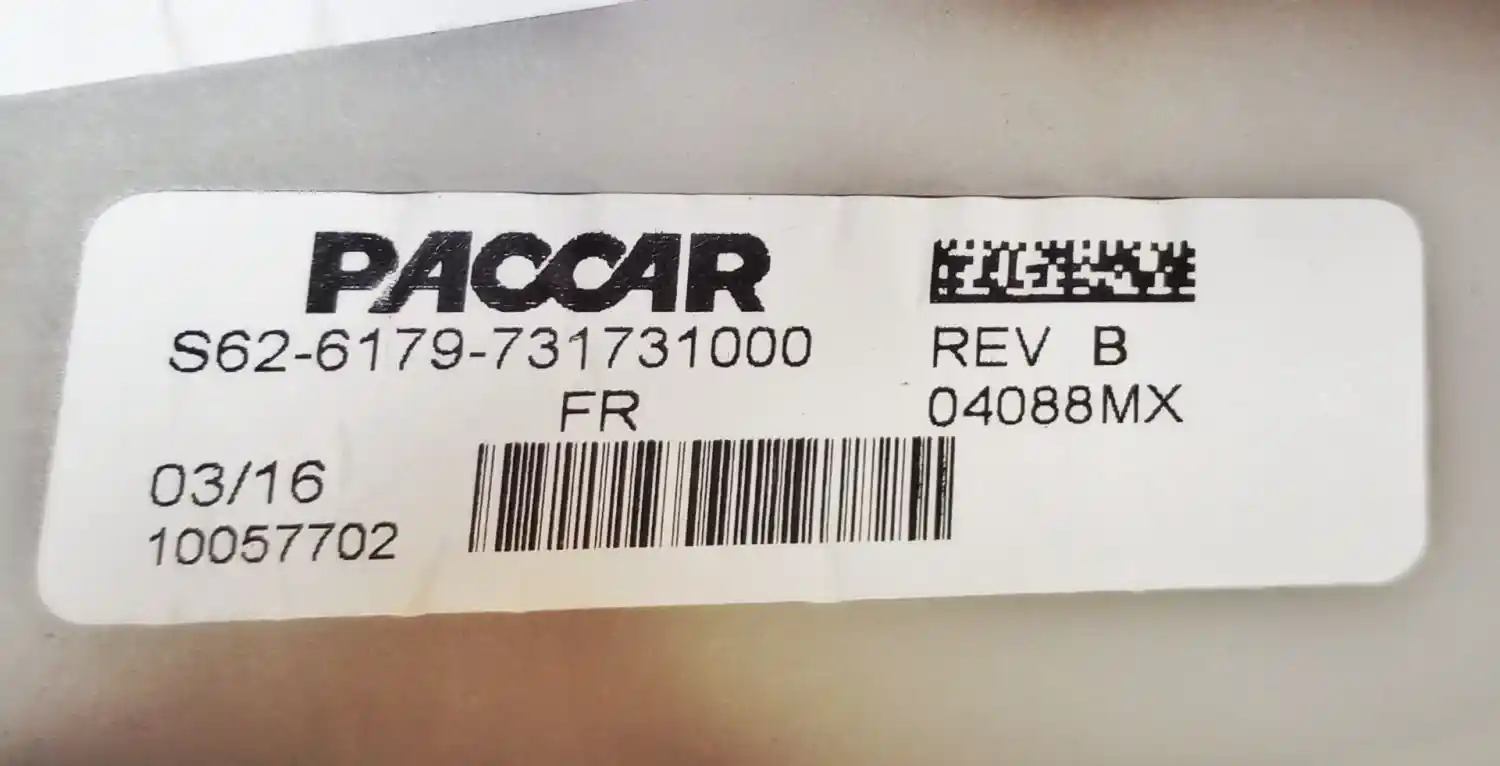 PACCAR
S62-6179-731731000 REV B
FR 04088MX
03/16
10057702